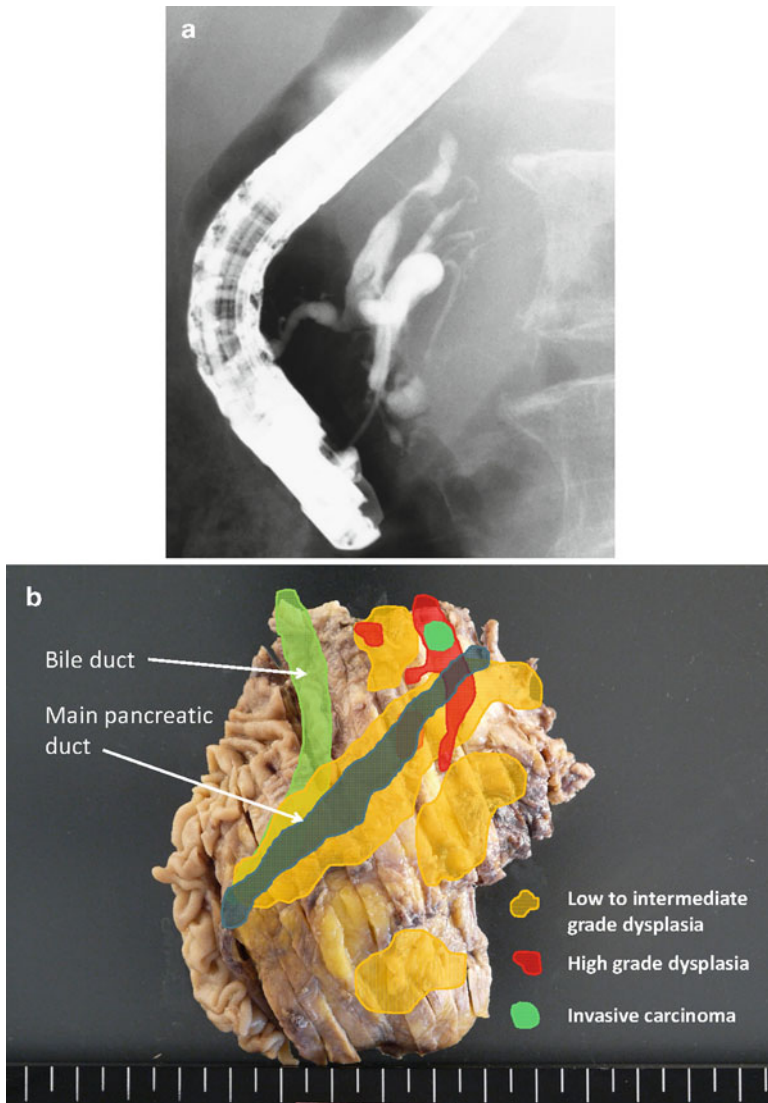 a
b
Bile duct
Main pancreatic
duct
Low to intermediate
grade dysplasia
High grade dysplasia
Invasive carcinoma